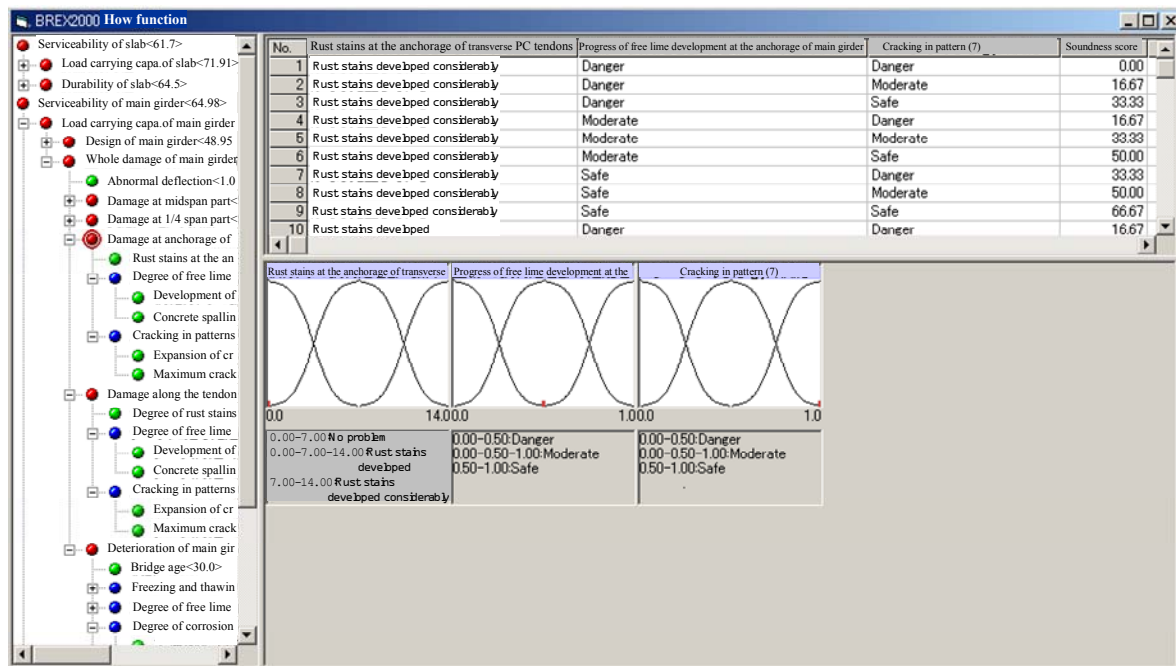 BREX2000 How function
Serviceability of slab<61.7>
Load carrying capa.of slab<71.91>
Durability of slab<64.5>
Serviceability of main girder<64.98>
Load carrying capa.of main girder
Design of main girder<48.95
Whole damage of main girder
Abnormal deflection<1.0
Damage at midspan part<
Damage at 1/4 span part<
Damage at anchorage of
Rust stains at the an
Degree of free lime
Development of
Concrete spallin
Cracking in patterns
Expansion of cr
Maximum crack
Damage along the tendon
Degree of rust stains
Degree of free lime
Development of
Concrete spallin
Cracking in patterns
Expansion of cr
Maximum crack
Deterioration of main gir
Bridge age<30.0>
Freezing and thawin
Degree of free lime
Degree of corrosion
No. Rust stains at the anchorage of transverse PC tendons Progress of free lime development at the anchorage of main girder Cracking in pattern (7) Soundness score
1 Rust stains developed considerably Danger Danger 0.00
2 Rust stains developed considerably Danger Moderate 16.67
3 Rust stains developed considerably Danger Safe 33.33
4 Rust stains developed considerably Moderate Danger 16.67
5 Rust stains developed considerably Moderate Moderate 33.33
6 Rust stains developed considerably Moderate Safe 50.00
7 Rust stains developed considerably Safe Danger 33.33
8 Rust stains developed considerably Safe Moderate 50.00
9 Rust stains developed considerably Safe Safe 66.67
10 Rust stains developed Danger Danger 16.67
Rust stains at the anchorage of transverse Progress of free lime development at the Cracking in pattern (7)
0.0 14.0 0.0 1.0 0.0 1.0
0.00-7.00 No problem
0.00-7.00-14.00 Rust stains
developed
7.00-14.00 Rust stains
developed considerably
0.00-0.50:Danger
0.00-0.50-1.00:Moderate
0.50-1.00:Safe
0.00-0.50:Danger
0.00-0.50-1.00:Moderate
0.50-1.00:Safe